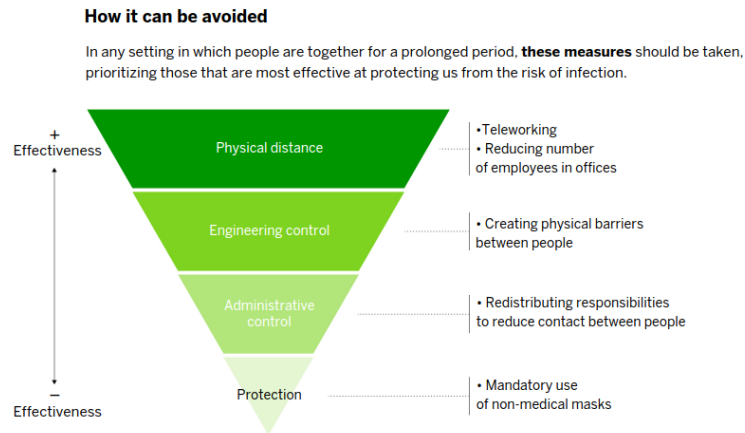 How it can be avoided
In any setting in which people are together for a prolonged period, these measures should be taken,
prioritizing those that are most effective at protecting us from the risk of infection.
+
Effectiveness
Physical distance
•Teleworking
• Reducing number
of employees in offices
Engineering control
• Creating physical barriers
between people
Administrative
control
• Redistributing responsibilities
to reduce contact between people
Protection
• Mandatory use
of non-medical masks
–
Effectiveness